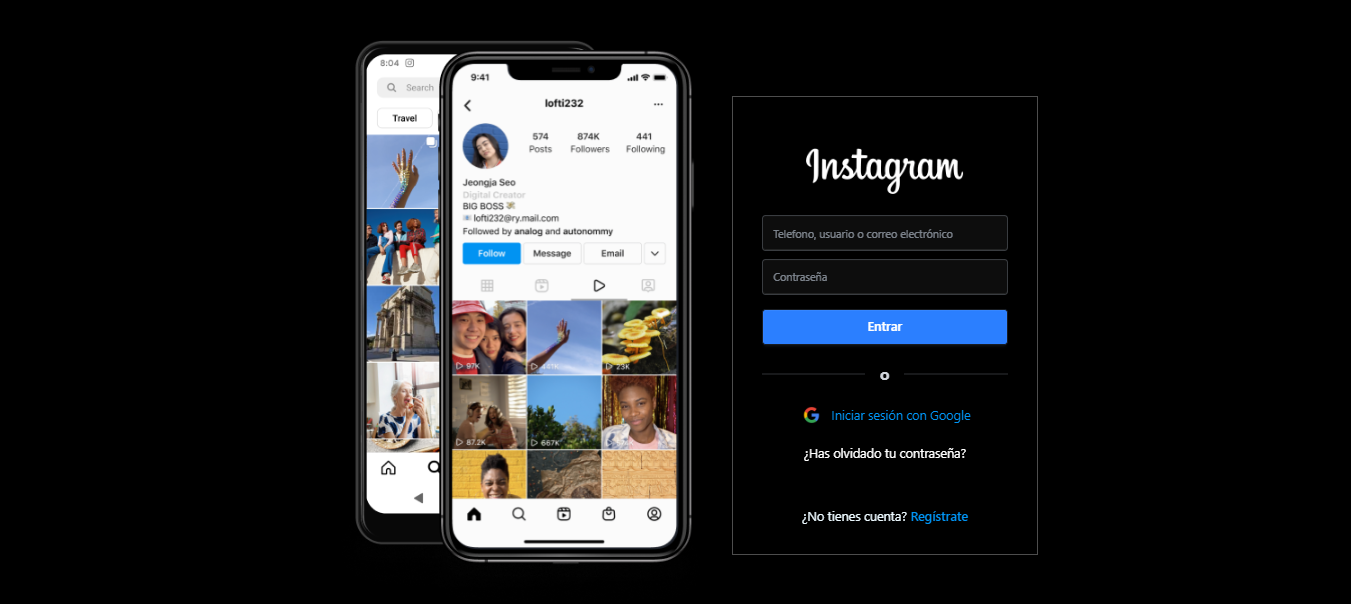 8:04
Search
Travel
9:41
lofti232
574 874K 441
Posts Followers Following
Jeongja Seo
Digital Creator
BIG BOSS
lofti232@ry.mail.com
Followed by analog and autonommy
Follow Message Email
97K 441K 23K
87.2K 667K
Instagram
Telefono, usuario o correo electrónico
Contraseña
Entrar
o
Iniciar sesión con Google
¿Has olvidado tu contraseña?
¿No tienes cuenta? Regístrate